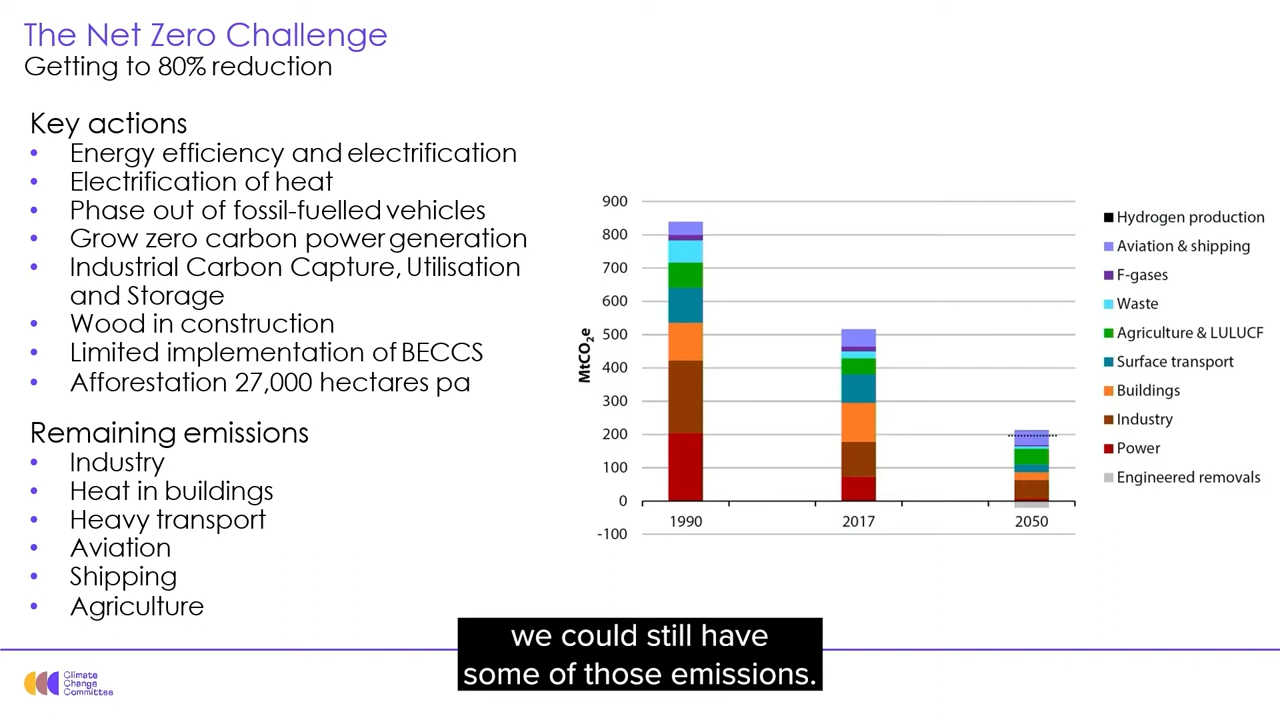 The Net Zero Challenge
Getting to 80% reduction
Key actions
• Energy efficiency and electrification
• Electrification of heat
• Phase out of fossil-fuelled vehicles
• Grow zero carbon power generation
• Industrial Carbon Capture, Utilisation
and Storage
• Wood in construction
• Limited implementation of BECCS
• Afforestation 27,000 hectares pa
Remaining emissions
• Industry
• Heat in buildings
• Heavy transport
• Aviation
• Shipping
• Agriculture
MtCO₂e
900
800
700
600
500
400
300
200
100
0
-100
1990
2017
2050
Hydrogen production
Aviation & shipping
F-gases
Waste
Agriculture & LULUCF
Surface transport
Buildings
Industry
Power
Engineered removals
Climate
Change
Committee
we could still have
some of those emissions.